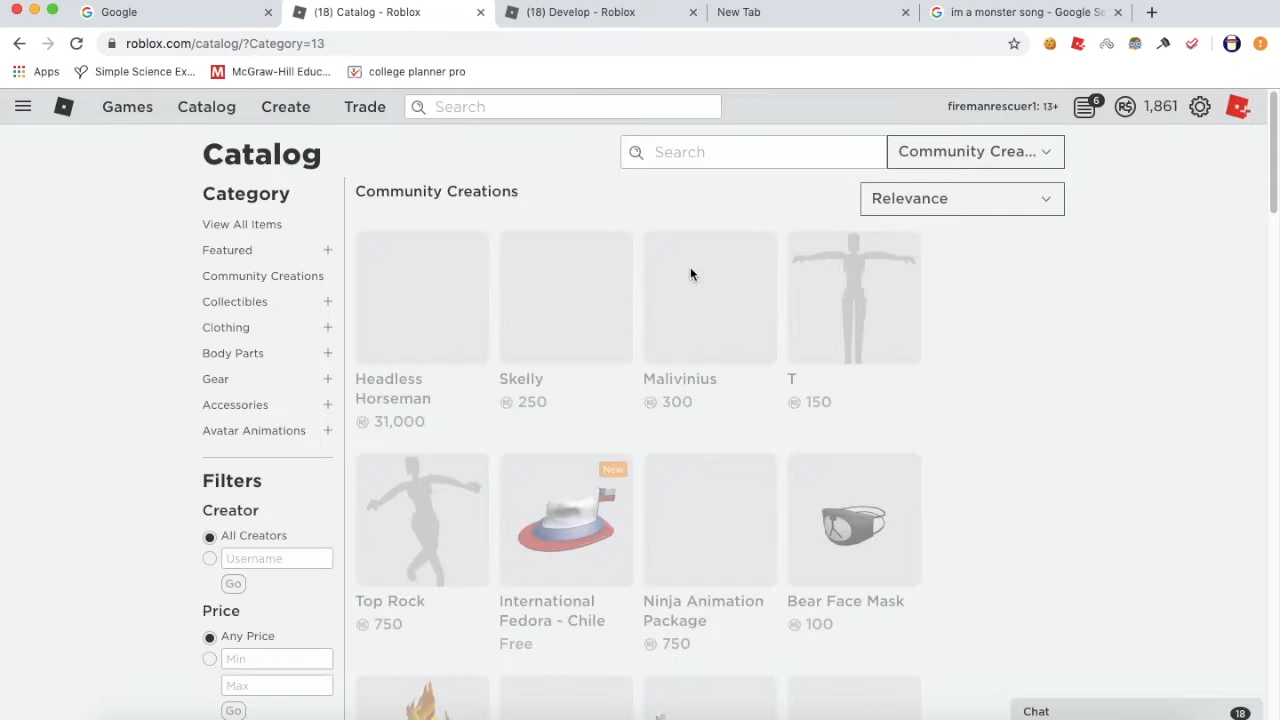 Google
(18) Catalog - Roblox
(18) Develop - Roblox
New Tab
im a monster song - Google Se
roblox.com/catalog/?Category=13
Apps
Simple Science Ex...
McGraw-Hill Educ...
college planner pro
Games
Catalog
Create
Trade
Search
firemanrescuer1: 13+
6
1,861
Catalog
Search
Community Crea...
Category
Community Creations
Relevance
View All Items
Featured
Community Creations
Collectibles
Clothing
Body Parts
Gear
Accessories
Avatar Animations
Headless
Horseman
31,000
Skelly
250
Malivinius
300
T
150
Filters
Creator
All Creators
Username
Go
Price
Any Price
Min
Max
Go
Top Rock
750
New
International
Fedora - Chile
Free
Ninja Animation
Package
750
Bear Face Mask
100
Chat
18